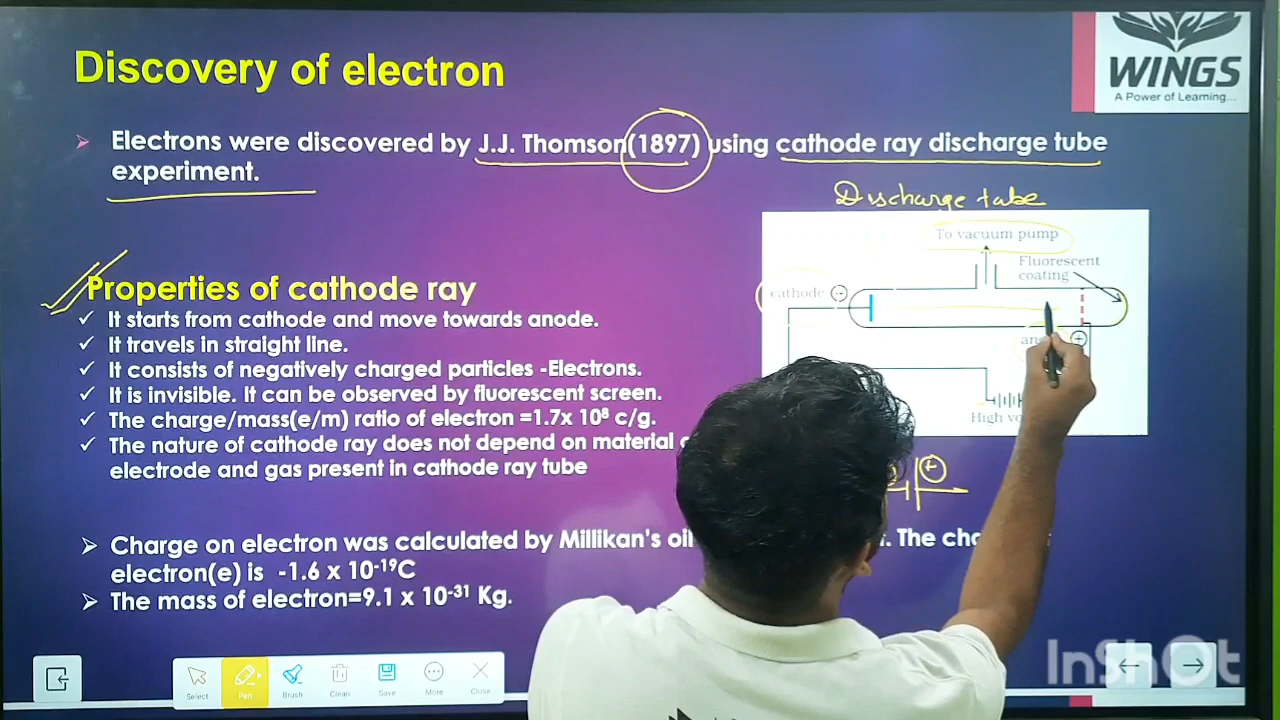 Discovery of electron
WINGS
A Power of Learning...
Electrons were discovered by J.J. Thomson(1897) using cathode ray discharge tube
experiment.
Discharge tube
To vacuum pump
Fluorescent
coating
cathode
Properties of cathode ray
It starts from cathode and move towards anode.
It travels in straight line.
It consists of negatively charged particles -Electrons.
It is invisible. It can be observed by fluorescent screen.
The charge/mass(e/m) ratio of electron =1.7x 10⁸ c/g.
High
The nature of cathode ray does not depend on material
electrode and gas present in cathode ray tube
Charge on electron was calculated by Millikan's oil . The
electron(e) is -1.6 x 10⁻¹⁹C
The mass of electron=9.1 x 10⁻³¹ Kg.
Select Pen Brush Clean Save More Close
InShOt